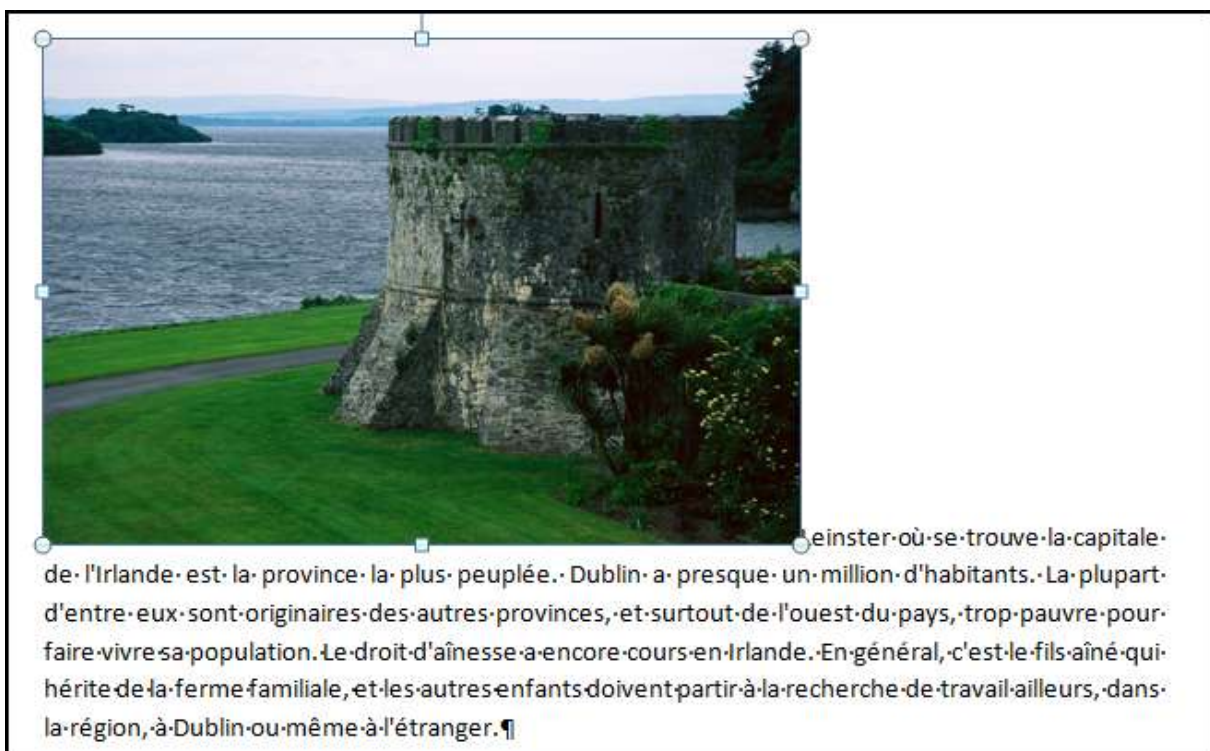 Leinster·où·se·trouve·la·capitale·
de·l'Irlande·est·la·province·la·plus·peuplée.·Dublin·a·presque·un·million·d'habitants.·La·plupart·
d'entre·eux·sont·originaires·des·autres·provinces,·et·surtout·de·l'ouest·du·pays,·trop·pauvre·pour·
faire·vivre·sa·population.·Le·droit·d'aînesse·a·encore·cours·en·Irlande.·En·général,·c'est·le·fils·aîné·qui·
hérite·de·la·ferme·familiale,·et·les·autres·enfants·doivent·partir·à·la·recherche·de·travail·ailleurs,·dans·
la·région,·à·Dublin·ou·même·à·l'étranger.¶